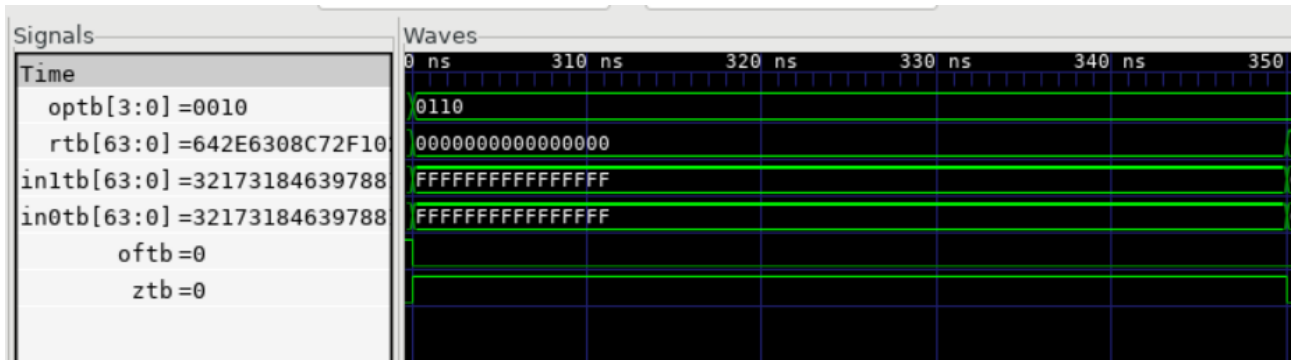 Signals
Waves
Time
0 ns 310 ns 320 ns 330 ns 340 ns 350
optb[3:0] =0010
0110
rtb[63:0] =642E6308C72F10
0000000000000000
in1tb[63:0] =32173184639788
FFFFFFFFFFFFFFFF
in0tb[63:0] =32173184639788
FFFFFFFFFFFFFFFF
oftb =0
ztb =0